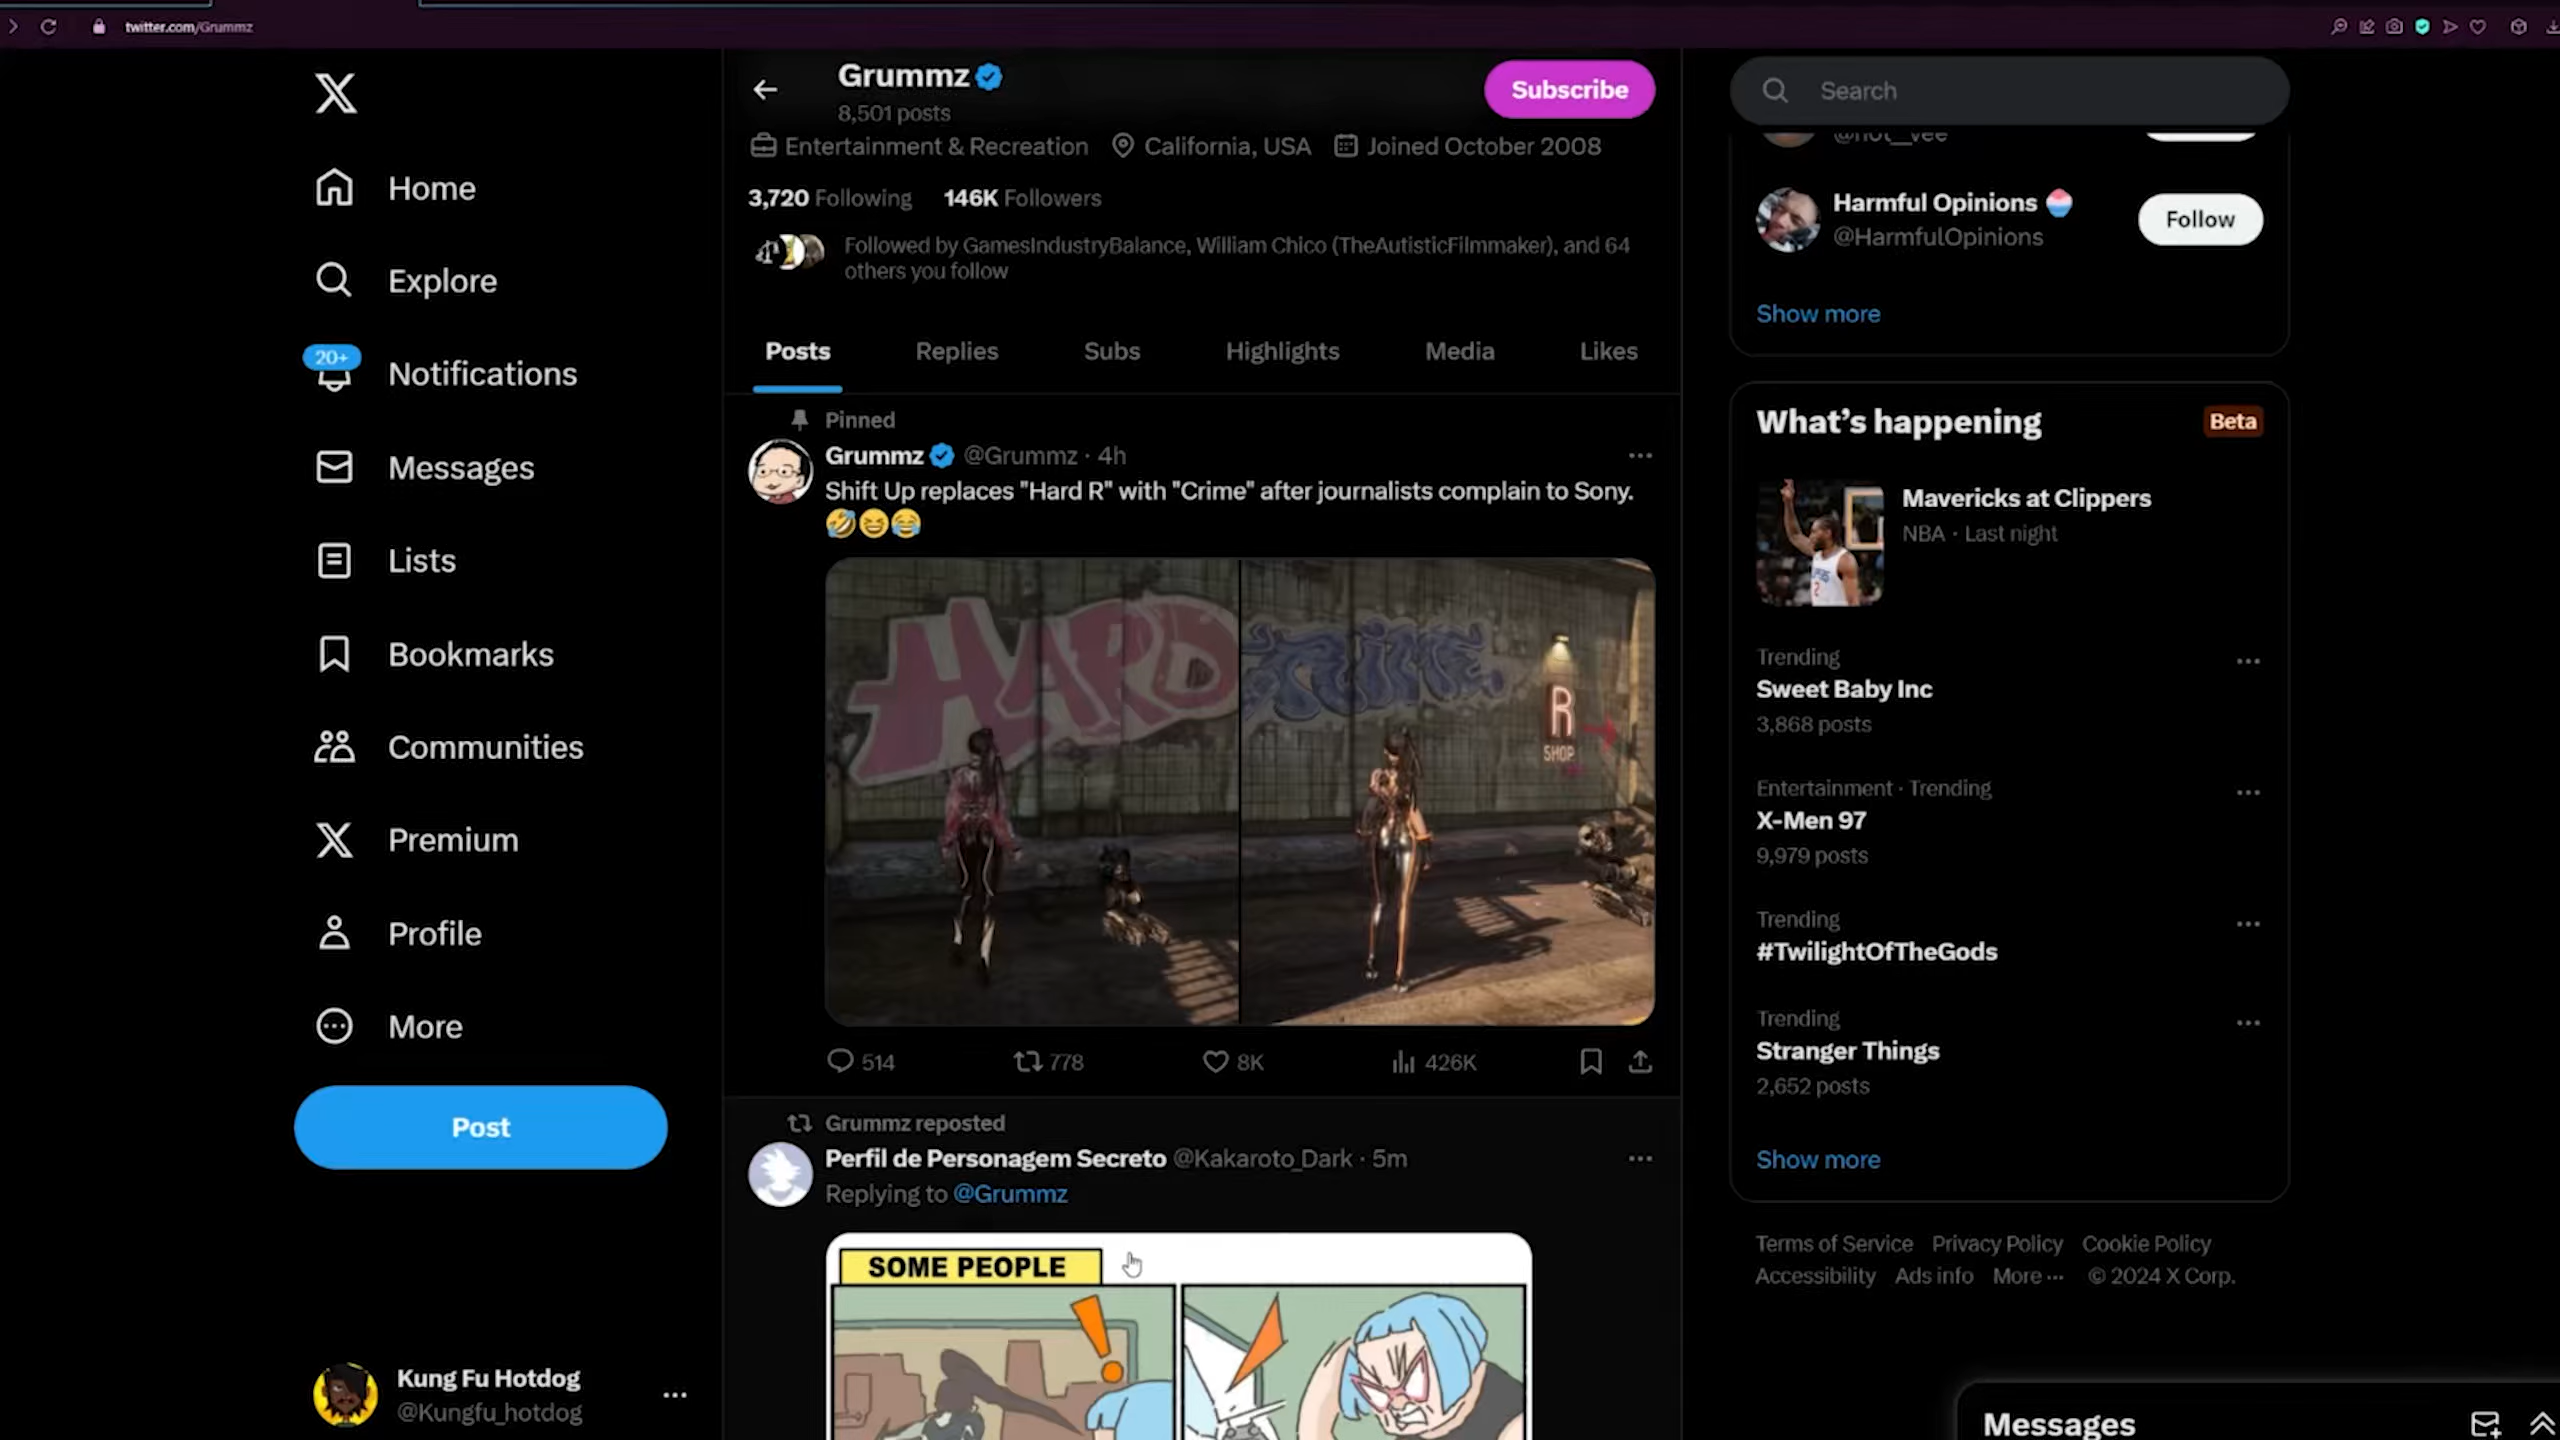 twitter.com/Grummz
Home
Explore
20+
Notifications
Messages
Lists
Bookmarks
Communities
Premium
Profile
More
Post
Kung Fu Hotdog
@Kungfu_hotdog
Grummz
8,501 posts
Subscribe
Entertainment & Recreation California, USA Joined October 2008
3,720 Following 146K Followers
Followed by GamesIndustryBalance, William Chico (TheAutisticFilmmaker), and 64
others you follow
Posts Replies Subs Highlights Media Likes
Pinned
Grummz @Grummz · 4h
Shift Up replaces "Hard R" with "Crime" after journalists complain to Sony.
🤣😆😂
HARD
CRIME
R
SHOP
514 778 8K 426K
Grummz reposted
Perfil de Personagem Secreto @Kakaroto_Dark · 5m
Replying to @Grummz
SOME PEOPLE
Search
@not__vee
Harmful Opinions
@HarmfulOpinions
Follow
Show more
What's happening
Beta
Mavericks at Clippers
NBA · Last night
Trending
Sweet Baby Inc
3,868 posts
Entertainment · Trending
X-Men 97
9,979 posts
Trending
#TwilightOfTheGods
Trending
Stranger Things
2,652 posts
Show more
Terms of Service Privacy Policy Cookie Policy
Accessibility Ads info More ··· © 2024 X Corp.
Messages